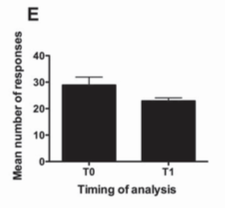 E
Mean number of responses
40
30
20
10
0
T0 T1
Timing of analysis